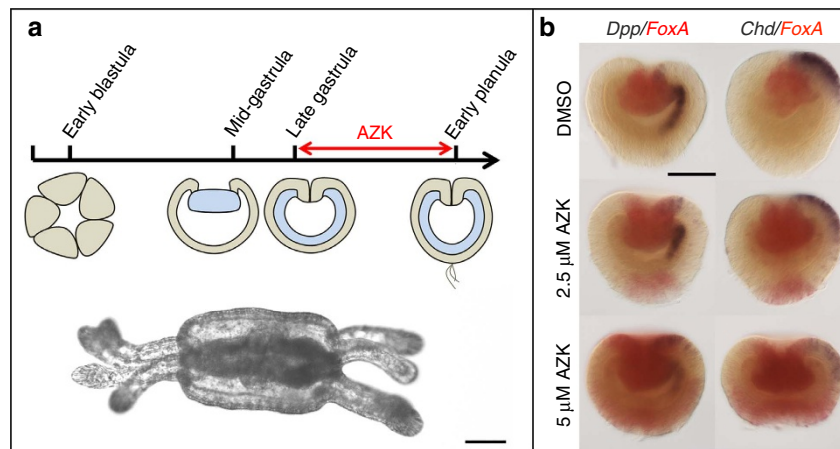 a
Early blastula
Mid-gastrula
Late gastrula
Early planula
AZK
b
Dpp/FoxA
Chd/FoxA
DMSO
2.5 μM AZK
5 μM AZK